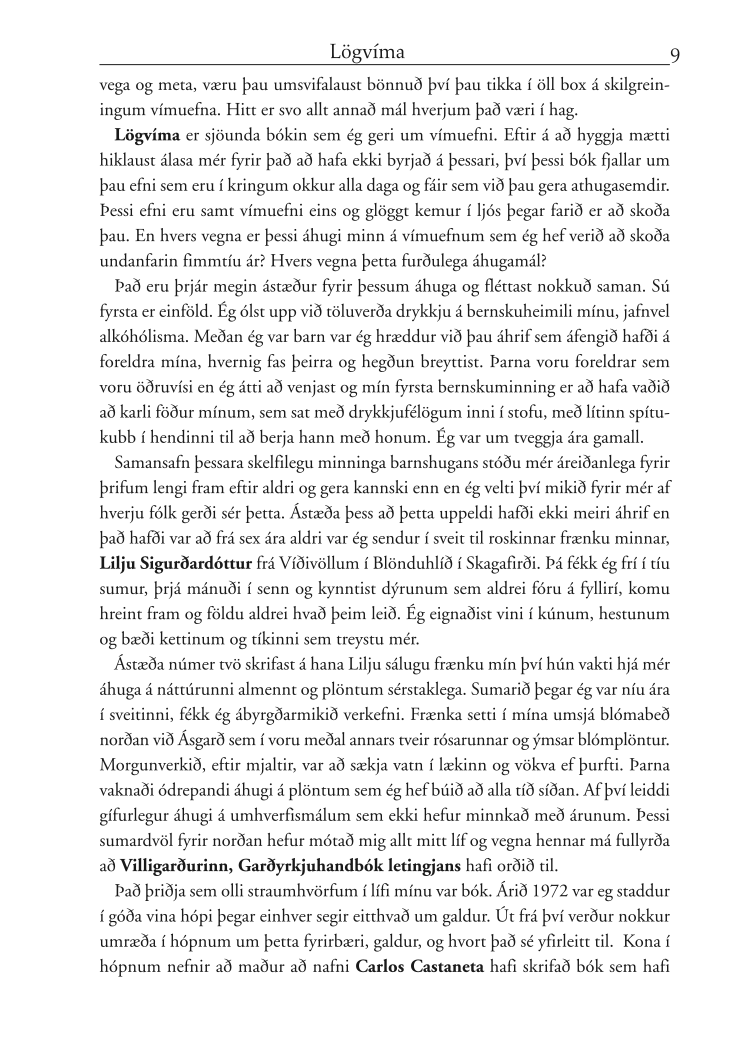 Lögvíma 9
vega og meta, væru þau umsvifalaust bönnuð því þau tikka í öll box á skilgrein-
ingum vímuefna. Hitt er svo allt annað mál hverjum það væri í hag.
Lögvíma er sjöunda bókin sem ég geri um vímuefni. Eftir á að hyggja mætti
hiklaust álasa mér fyrir það að hafa ekki byrjað á þessari, því þessi bók fjallar um
þau efni sem eru í kringum okkur alla daga og fáir sem við þau gera athugasemdir.
Þessi efni eru samt vímuefni eins og glöggt kemur í ljós þegar farið er að skoða
þau. En hvers vegna er þessi áhugi minn á vímuefnum sem ég hef verið að skoða
undanfarin fimmtíu ár? Hvers vegna þetta furðulega áhugamál?
Það eru þrjár megin ástæður fyrir þessum áhuga og fléttast nokkuð saman. Sú
fyrsta er einföld. Ég ólst upp við töluverða drykkju á bernskuheimili mínu, jafnvel
alkóhólisma. Meðan ég var barn var ég hræddur við þau áhrif sem áfengið hafði á
foreldra mína, hvernig fas þeirra og hegðun breyttist. Þarna voru foreldrar sem
voru öðruvísi en ég átti að venjast og mín fyrsta bernskuminning er að hafa vaðið
að karli föður mínum, sem sat með drykkjufélögum inni í stofu, með lítinn spítu-
kubb í hendinni til að berja hann með honum. Ég var um tveggja ára gamall.
Samansafn þessara skelfilegu minninga barnshugans stóðu mér áreiðanlega fyrir
þrifum lengi fram eftir aldri og gera kannski enn en ég velti því mikið fyrir mér af
hverju fólk gerði sér þetta. Ástæða þess að þetta uppeldi hafði ekki meiri áhrif en
það hafði var að frá sex ára aldri var ég sendur í sveit til roskinnar frænku minnar,
Lilju Sigurðardóttur frá Víðivöllum í Blönduhlíð í Skagafirði. Þá fékk ég frí í tíu
sumur, þrjá mánuði í senn og kynntist dýrunum sem aldrei fóru á fyllirí, komu
hreint fram og földu aldrei hvað þeim leið. Ég eignaðist vini í kúnum, hestunum
og bæði kettinum og tíkinni sem treystu mér.
Ástæða númer tvö skrifast á hana Lilju sálugu frænku mín því hún vakti hjá mér
áhuga á náttúrunni almennt og plöntum sérstaklega. Sumarið þegar ég var níu ára
í sveitinni, fékk ég ábyrgðarmikið verkefni. Frænka setti í mína umsjá blómabeð
norðan við Ásgarð sem í voru meðal annars tveir rósarunnar og ýmsar blómplöntur.
Morgunverkið, eftir mjaltir, var að sækja vatn í lækinn og vökva ef þurfti. Þarna
vaknaði ódrepandi áhugi á plöntum sem ég hef búið að alla tíð síðan. Af því leiddi
gífurlegur áhugi á umhverfismálum sem ekki hefur minnkað með árunum. Þessi
sumardvöl fyrir norðan hefur mótað mig allt mitt líf og vegna hennar má fullyrða
að Villigarðurinn, Garðyrkjuhandbók letingjans hafi orðið til.
Það þriðja sem olli straumhvörfum í lífi mínu var bók. Árið 1972 var eg staddur
í góða vina hópi þegar einhver segir eitthvað um galdur. Út frá því verður nokkur
umræða í hópnum um þetta fyrirbæri, galdur, og hvort það sé yfirleitt til. Kona í
hópnum nefnir að maður að nafni Carlos Castaneta hafi skrifað bók sem hafi